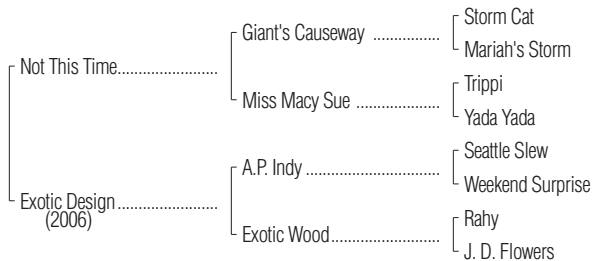 Storm Cat
Giant's Causeway ................
Mariah's Storm
Not This Time.......................
Trippi
Miss Macy Sue ....................
Yada Yada
Seattle Slew
A.P. Indy ................................
Weekend Surprise
Exotic Design.......................
(2006)
Rahy
Exotic Wood..........................
J. D. Flowers